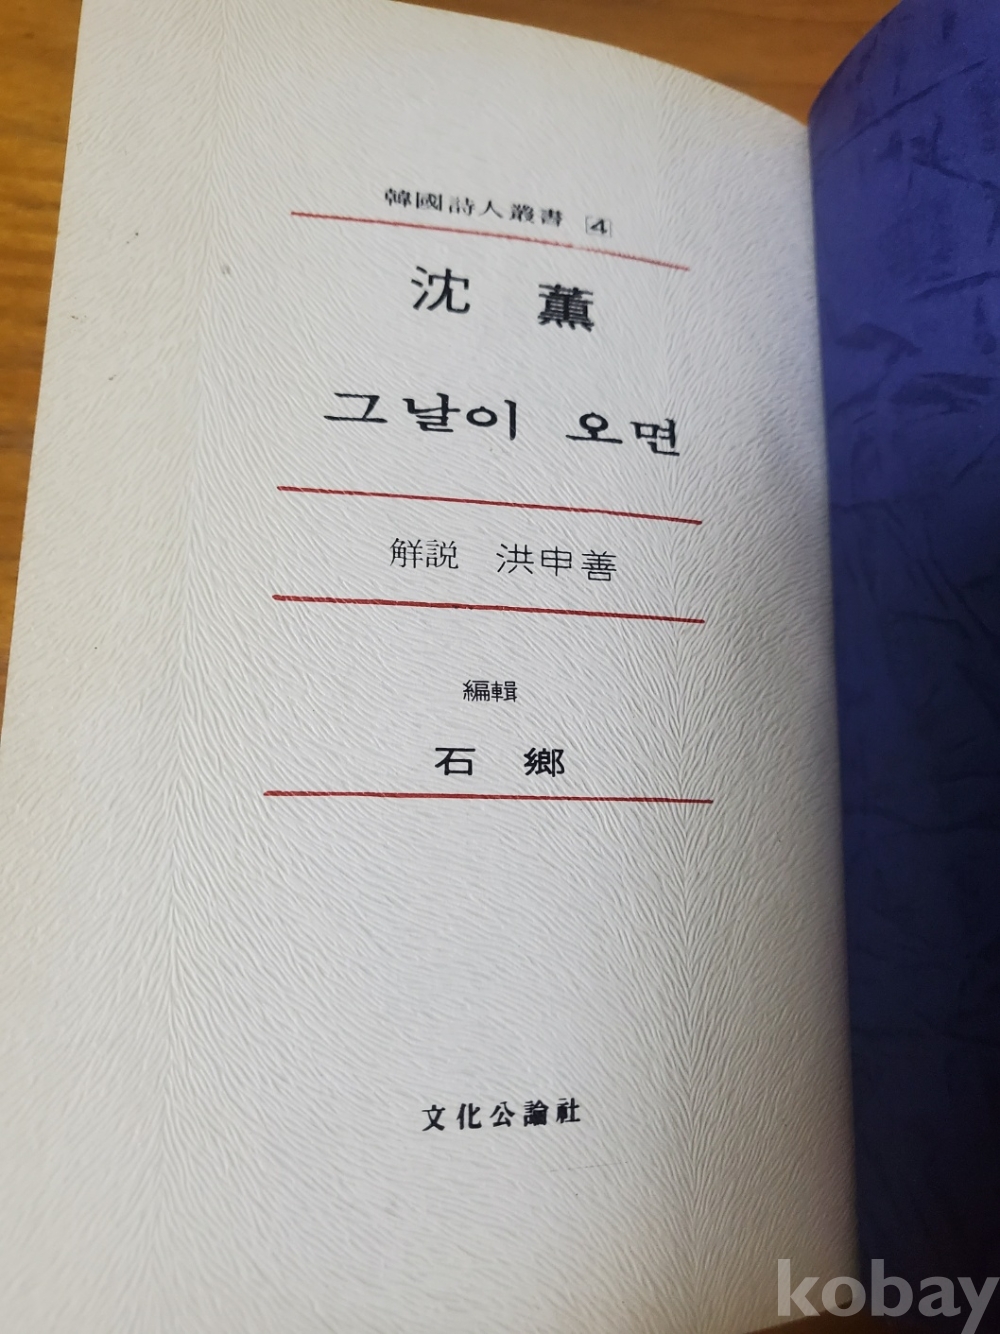 韓國詩人叢書 4
沈 薰
그날이 오면
解説 洪申善
編輯
石 鄕
文化公論社
kobay